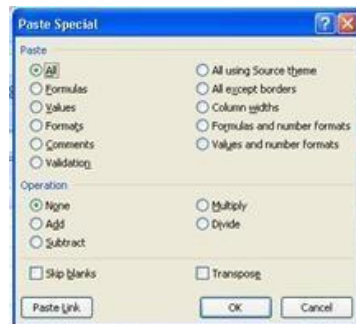 Paste Special
Paste
All
Formulas
Values
Formats
Comments
Validation
All using Source theme
All except borders
Column widths
Formulas and number formats
Values and number formats
Operation
None
Add
Subtract
Multiply
Divide
Skip blanks
Transpose
Paste Link
OK
Cancel